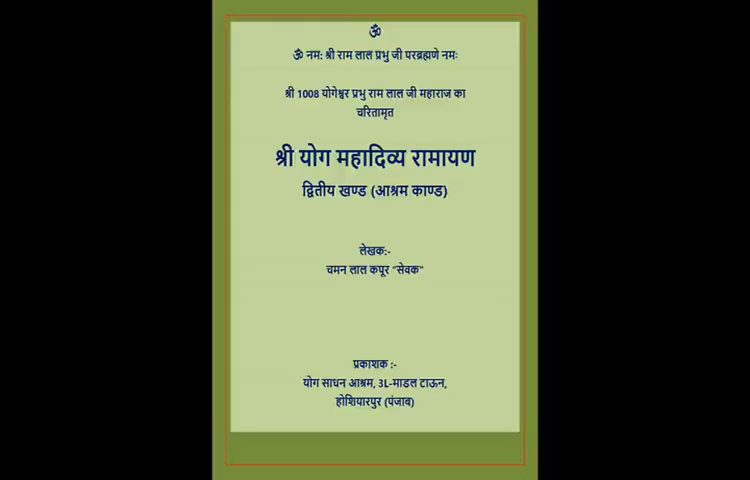 ॐ
ॐ नम: श्री राम लाल प्रभु जी परब्रह्मणे नमः
श्री 1008 योगेश्वर प्रभु राम लाल जी महाराज का
चरितामृत
श्री योग महादिव्य रामायण
द्वितीय खण्ड (आश्रम काण्ड)
लेखक:-
चमन लाल कपूर "सेवक"
प्रकाशक :-
योग साधन आश्रम, 3L-माडल टाऊन,
होशियारपुर (पंजाब)